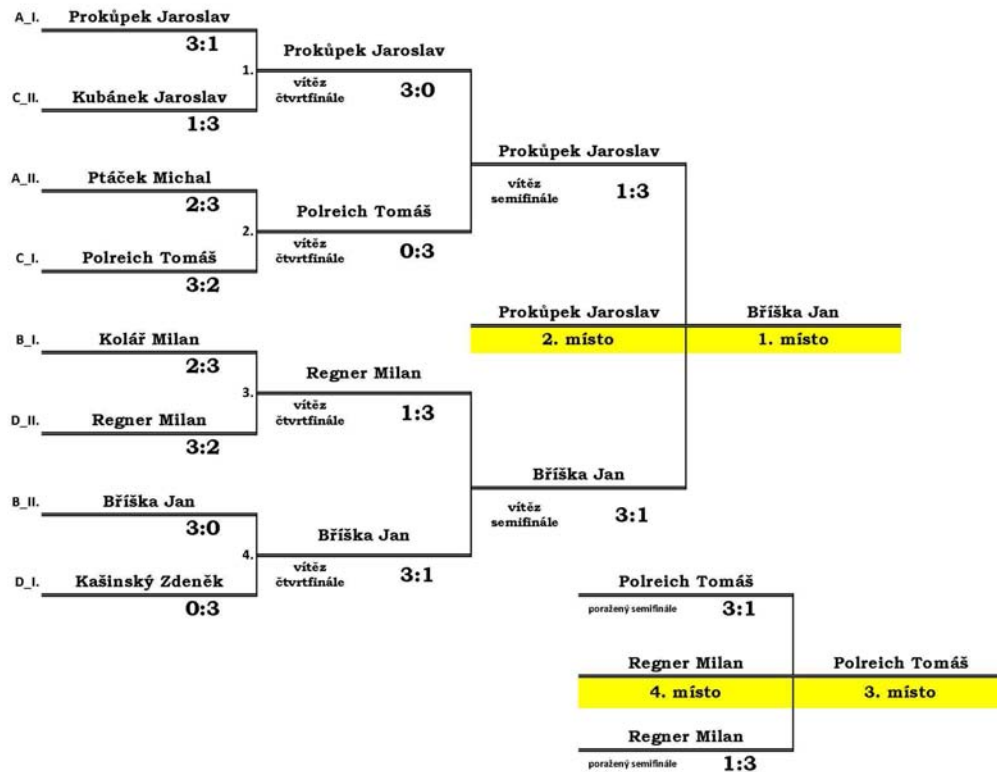 A_I. Prokůpek Jaroslav
3:1
1. Prokůpek Jaroslav
vítěz
čtvrtfinále 3:0
C_II. Kubánek Jaroslav
1:3
Prokůpek Jaroslav
vítěz
semifinále 1:3
A_II. Ptáček Michal
2:3
2. Polreich Tomáš
vítěz
čtvrtfinále 0:3
C_I. Polreich Tomáš
3:2
Prokůpek Jaroslav Bříška Jan
2. místo 1. místo
B_I. Kolář Milan
2:3
3. Regner Milan
vítěz
čtvrtfinále 1:3
D_II. Regner Milan
3:2
Bříška Jan
vítěz
semifinále 3:1
B_II. Bříška Jan
3:0
4. Bříška Jan
vítěz
čtvrtfinále 3:1
D_I. Kašinský Zdeněk
0:3
Polreich Tomáš
poražený semifinále 3:1
Regner Milan Polreich Tomáš
4. místo 3. místo
Regner Milan
poražený semifinále 1:3